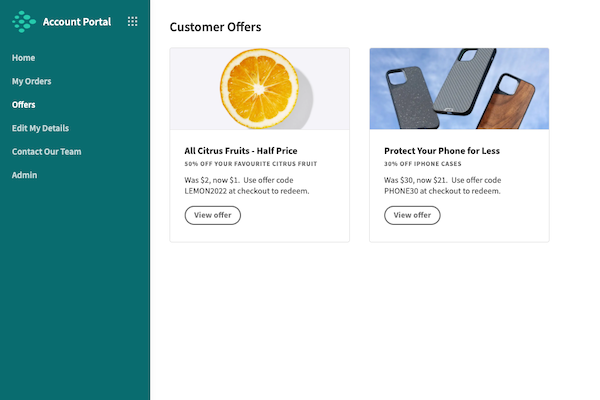 Account Portal
Home
My Orders
Offers
Edit My Details
Contact Our Team
Admin
Customer Offers
All Citrus Fruits - Half Price
50% OFF YOUR FAVOURITE CITRUS FRUIT
Was $2, now $1.  Use offer code
LEMON2022 at checkout to redeem.
View offer
Protect Your Phone for Less
30% OFF IPHONE CASES
Was $30, now $21.  Use offer code
PHONE30 at checkout to redeem.
View offer